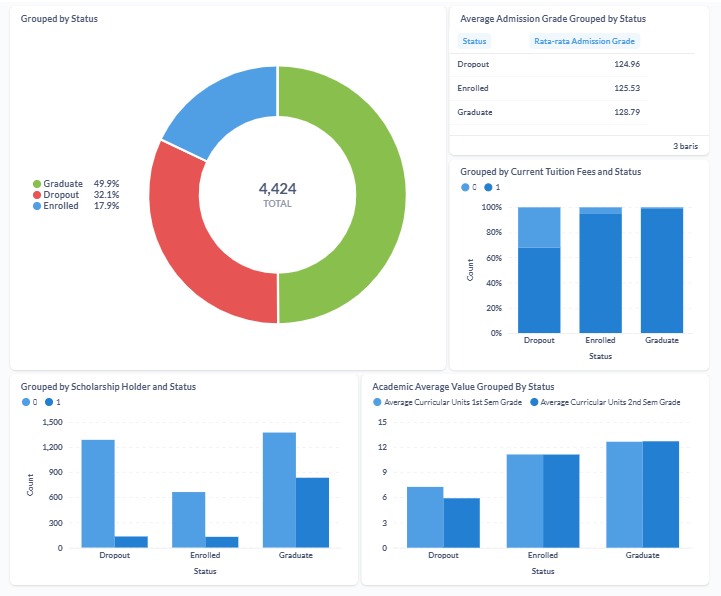 Grouped by Status
Graduate 49.9%
Dropout 32.1%
Enrolled 17.9%
4,424
TOTAL
Average Admission Grade Grouped by Status
Status Rata-rata Admission Grade
Dropout 124.96
Enrolled 125.53
Graduate 128.79
3 baris
Grouped by Current Tuition Fees and Status
0 1
100%
80%
60%
40%
20%
0%
Count
Dropout Enrolled Graduate
Status
Grouped by Scholarship Holder and Status
0 1
1,500
1,200
900
600
300
0
Count
Dropout Enrolled Graduate
Status
Academic Average Value Grouped By Status
Average Curricular Units 1st Sem Grade Average Curricular Units 2nd Sem Grade
15
12
9
6
3
0
Dropout Enrolled Graduate
Status